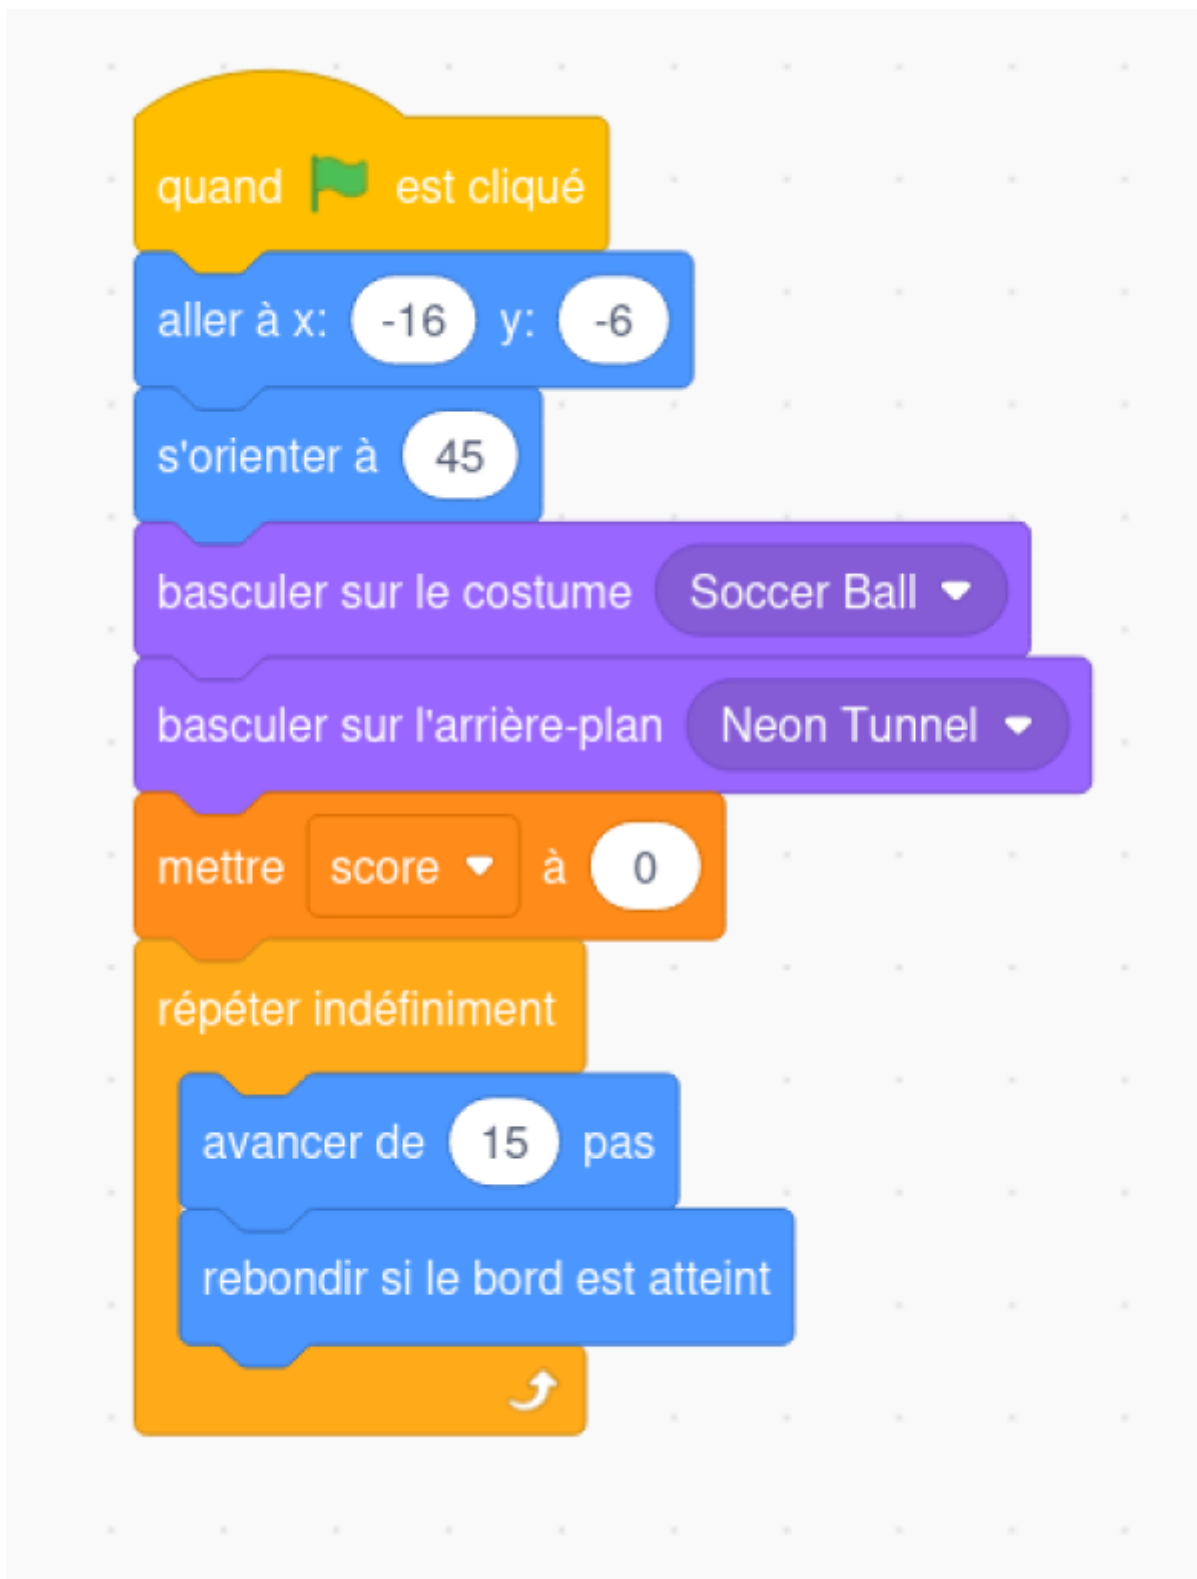 quand est cliqué
aller à x: -16 y: -6
s'orienter à 45
basculer sur le costume Soccer Ball
basculer sur l'arrière-plan Neon Tunnel
mettre score à 0
répéter indéfiniment
avancer de 15 pas
rebondir si le bord est atteint